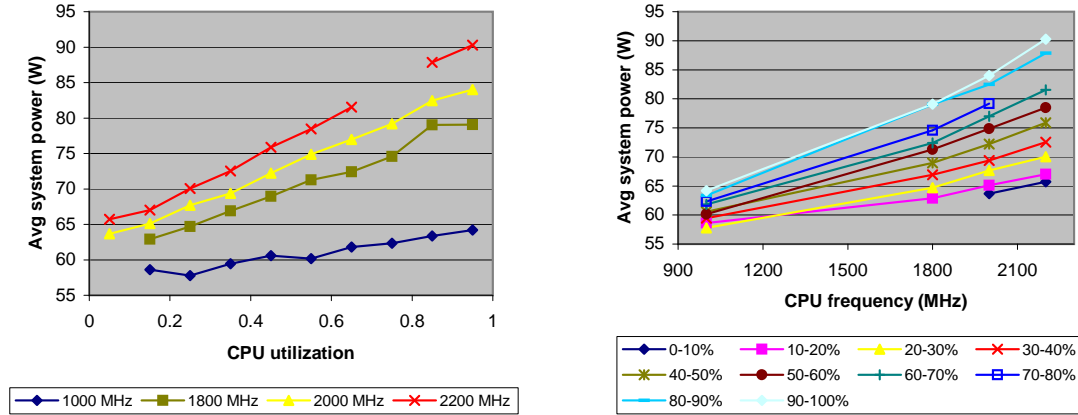 95
90
85
80
75
70
65
60
55
Avg system power (W)
0 0.2 0.4 0.6 0.8 1
CPU utilization
1000 MHz 1800 MHz 2000 MHz 2200 MHz
95
90
85
80
75
70
65
60
55
Avg system power (W)
900 1200 1500 1800 2100
CPU frequency (MHz)
0-10% 10-20% 20-30% 30-40%
40-50% 50-60% 60-70% 70-80%
80-90% 90-100%